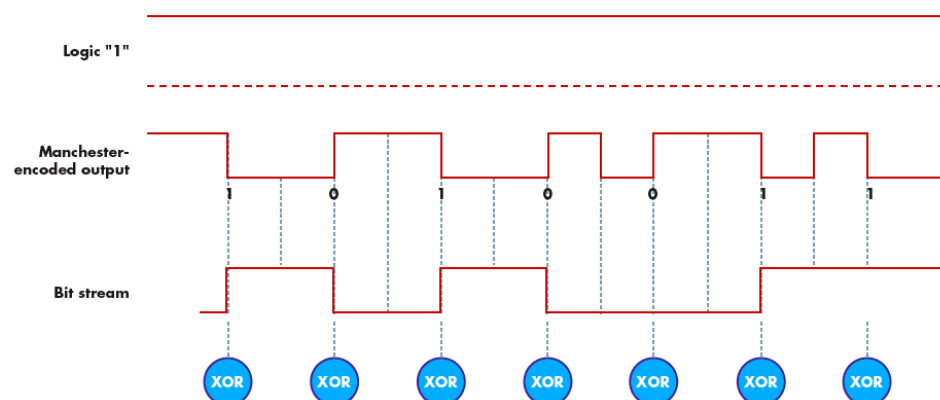 Logic "1"
Manchester-
encoded output
1 0 1 0 0 1 1
Bit stream
XOR XOR XOR XOR XOR XOR XOR